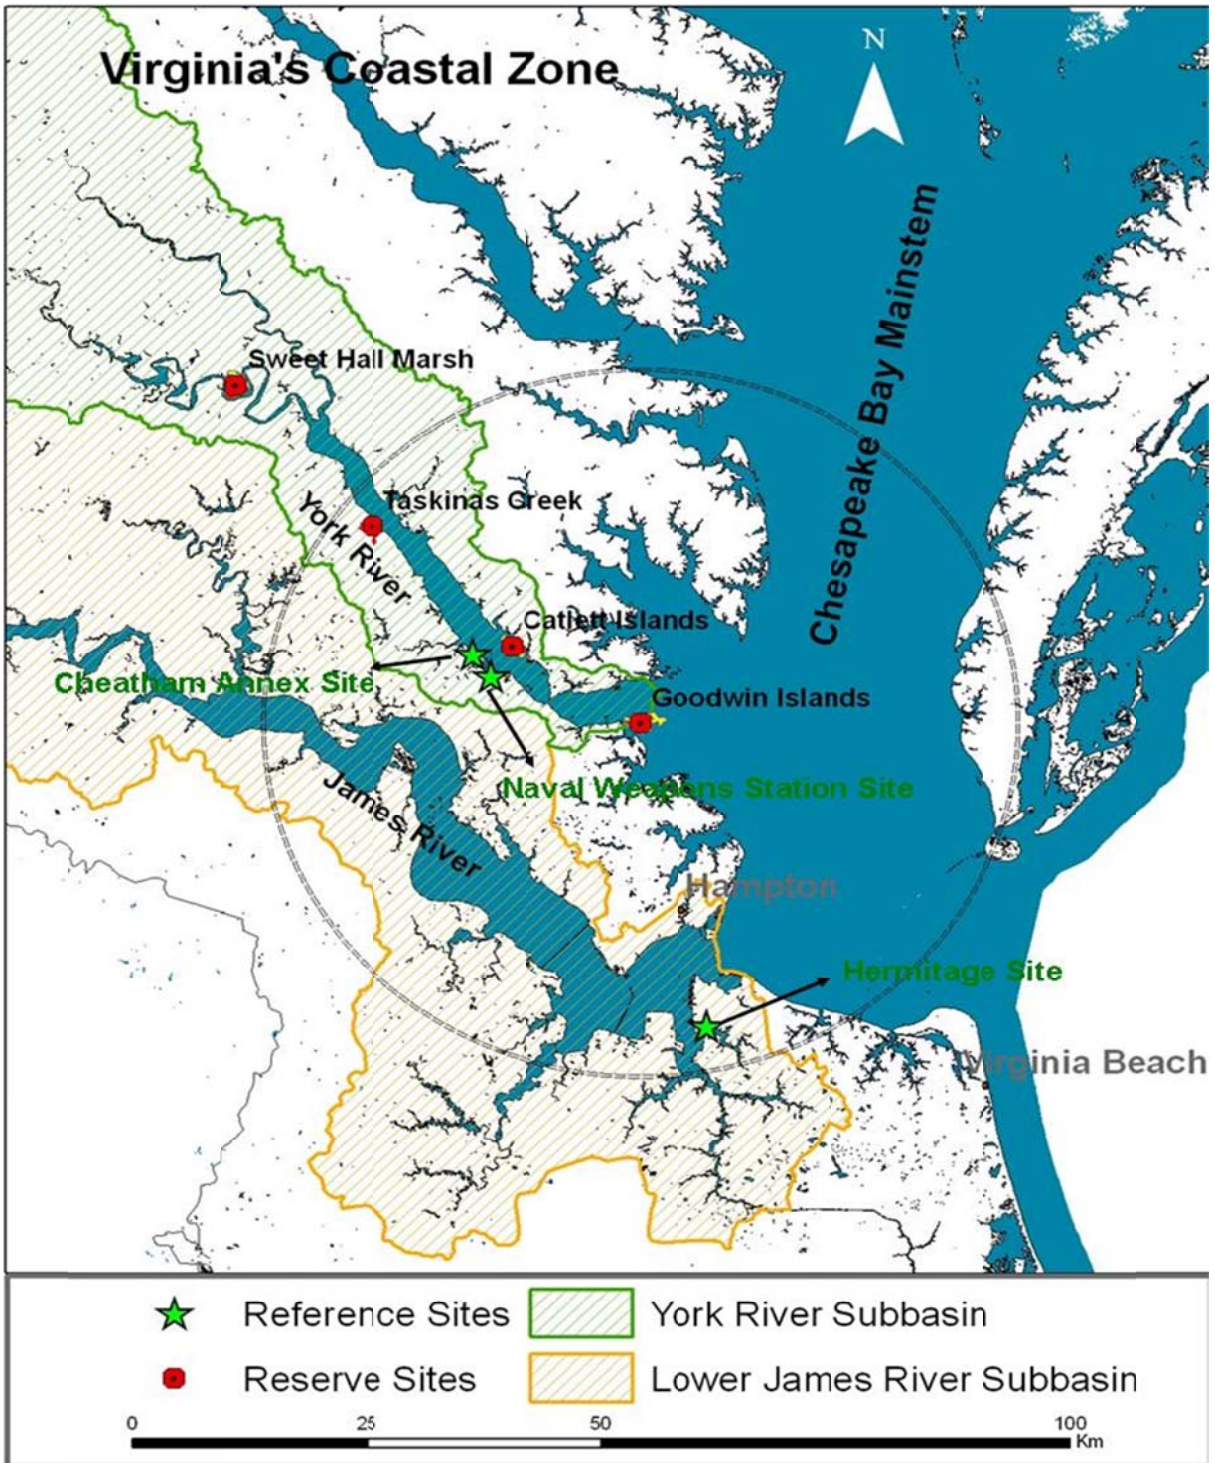 Virginia's Coastal Zone
N
Chesapeake Bay Mainstem
Sweet Hall Marsh
Taskinas Creek
York River
Catlett Islands
Cheatham Annex Site
Goodwin Islands
Naval Weapons Station Site
James River
Hampton
Hermitage Site
Virginia Beach
Reference Sites
York River Subbasin
Reserve Sites
Lower James River Subbasin
0 25 50 100
Km